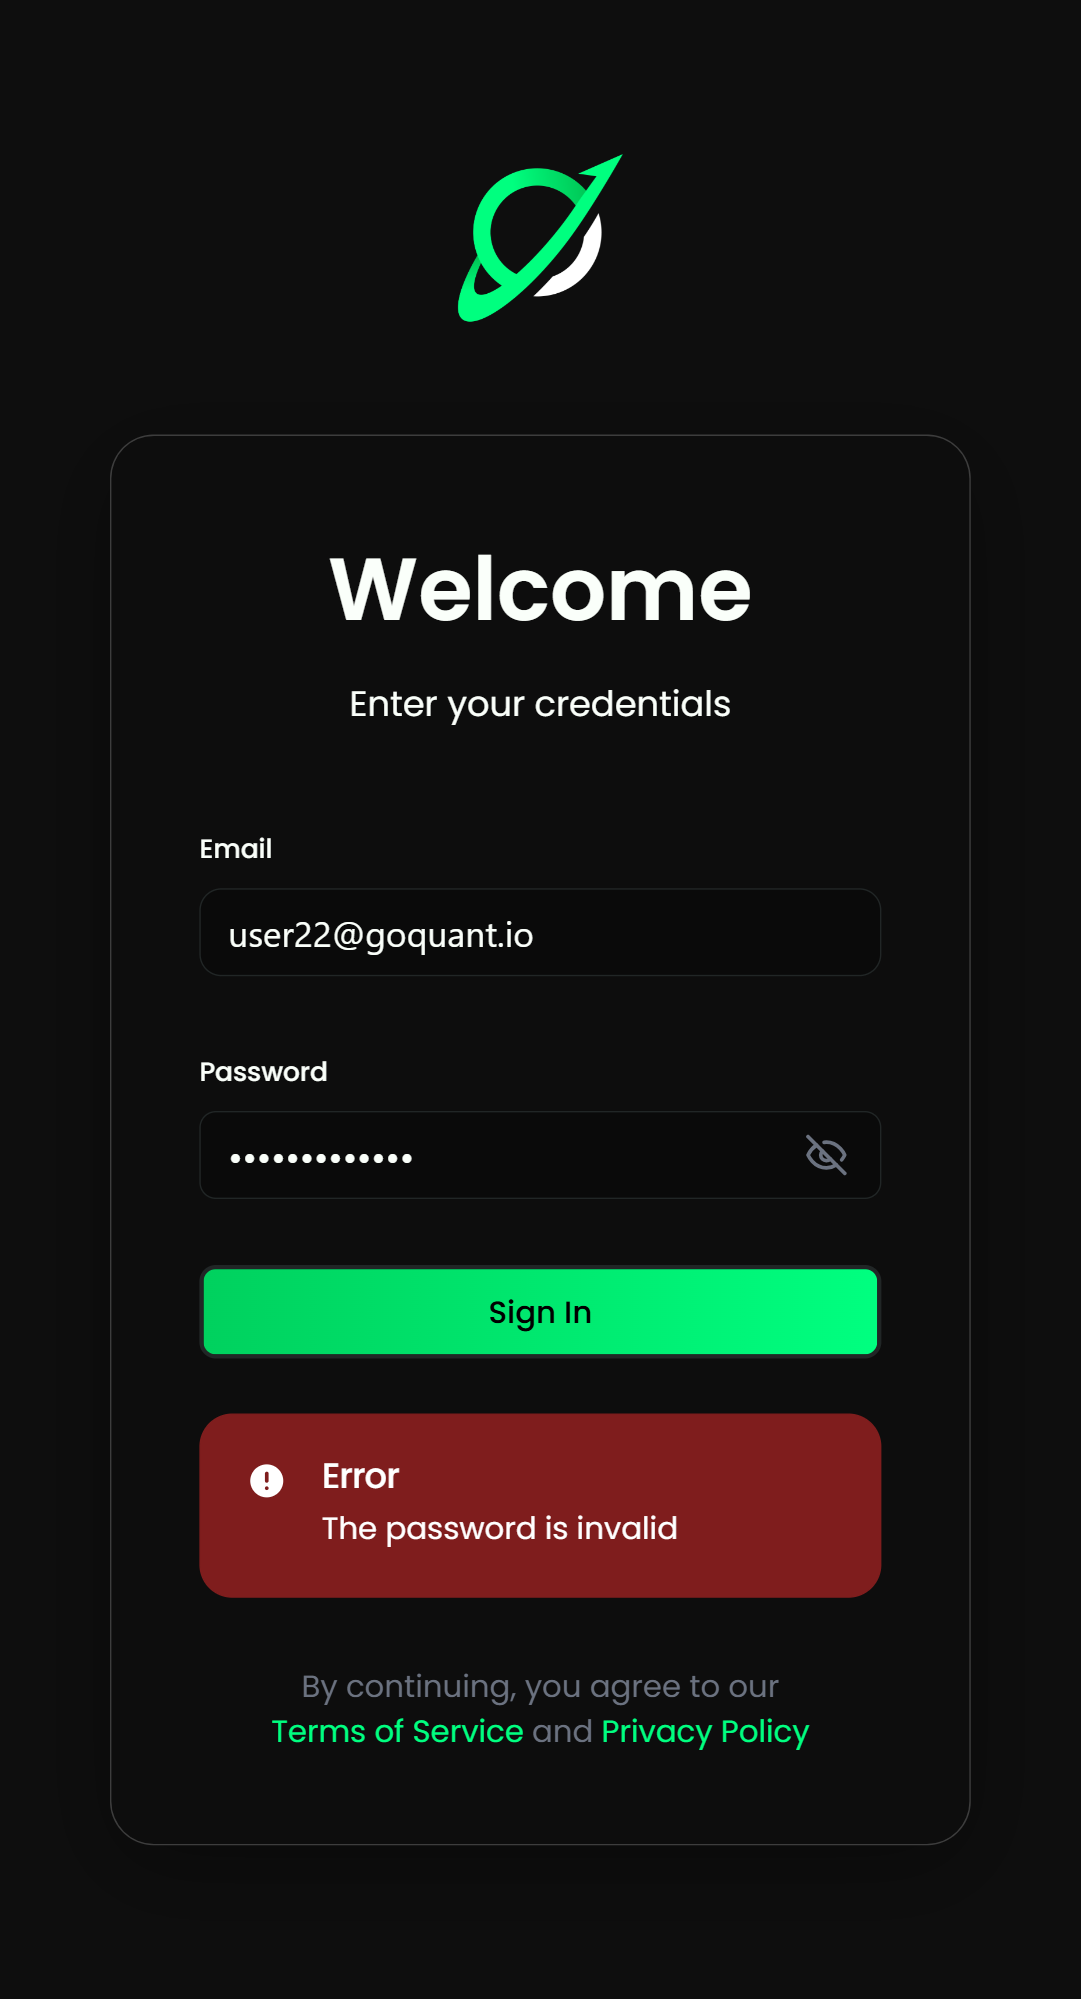 Welcome
Enter your credentials
Email
user22@goquant.io
Password
•••••••••••••
Sign In
Error
The password is invalid
By continuing, you agree to our
Terms of Service and Privacy Policy